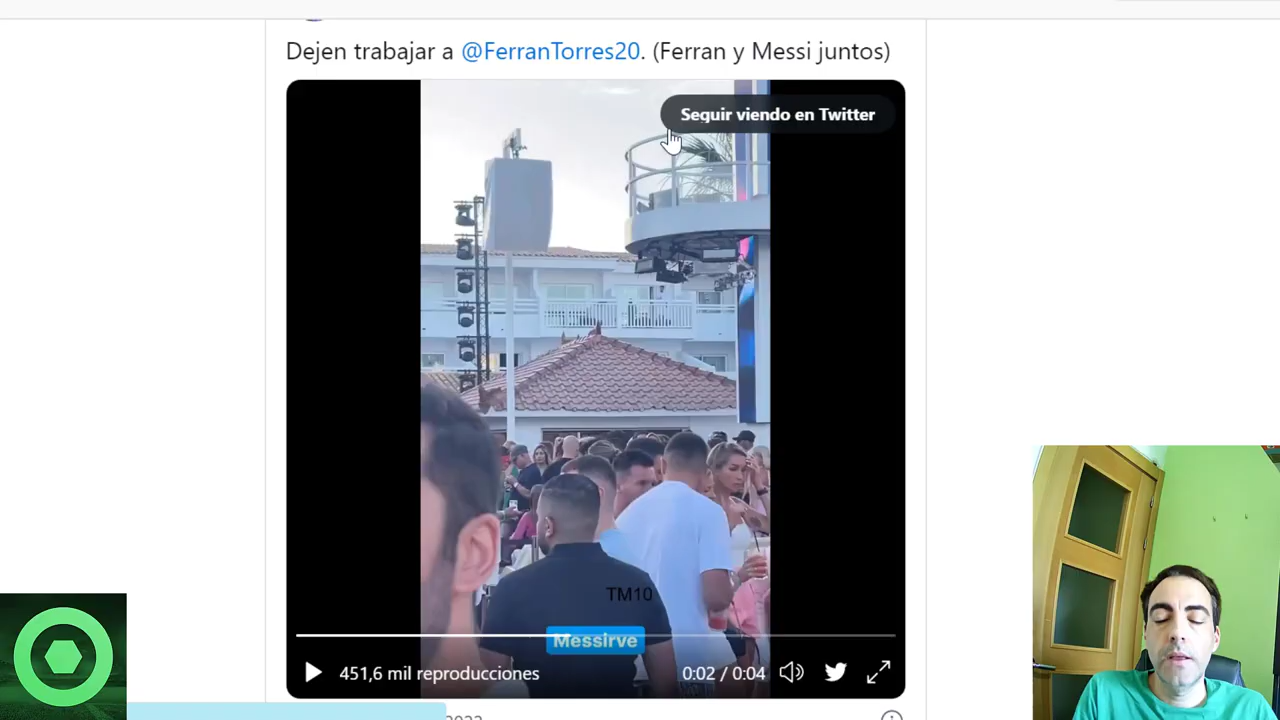 Dejen trabajar a @FerranTorres20. (Ferran y Messi juntos)
Seguir viendo en Twitter
TM10
Messirve
451,6 mil reproducciones
0:02 / 0:04